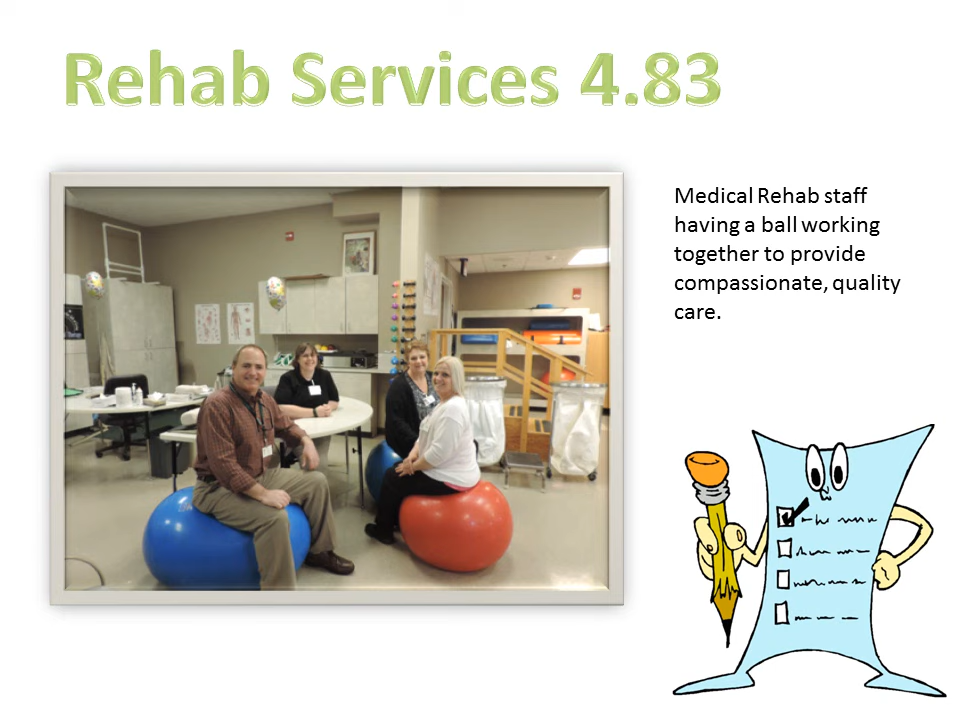 Rehab Services 4.83
Medical Rehab staff
having a ball working
together to provide
compassionate, quality
care.